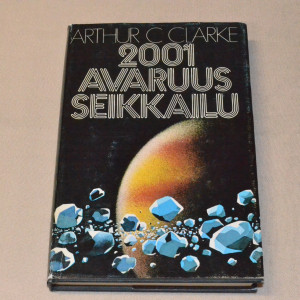 ARTHUR C CLARKE
2001
AVARUUS
SEIKKAILU